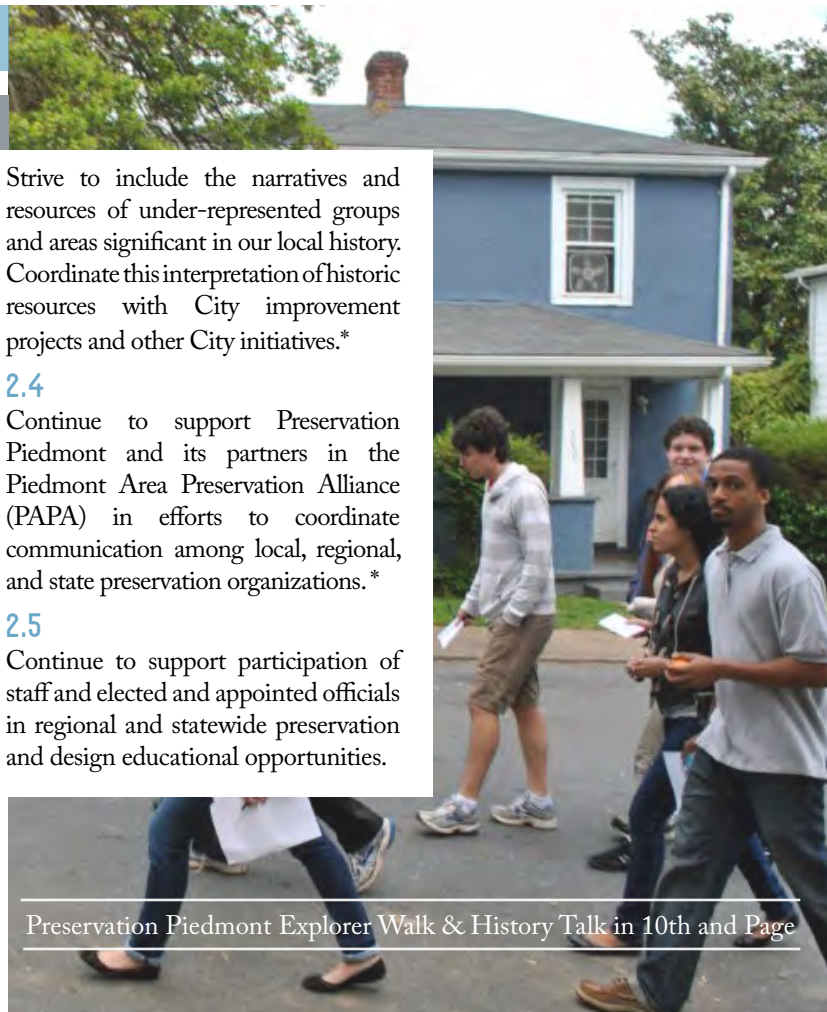 Strive to include the narratives and
resources of under-represented groups
and areas significant in our local history.
Coordinate this interpretation of historic
resources with City improvement
projects and other City initiatives.*
2.4
Continue to support Preservation
Piedmont and its partners in the
Piedmont Area Preservation Alliance
(PAPA) in efforts to coordinate
communication among local, regional,
and state preservation organizations.*
2.5
Continue to support participation of
staff and elected and appointed officials
in regional and statewide preservation
and design educational opportunities.
Preservation Piedmont Explorer Walk & History Talk in 10th and Page